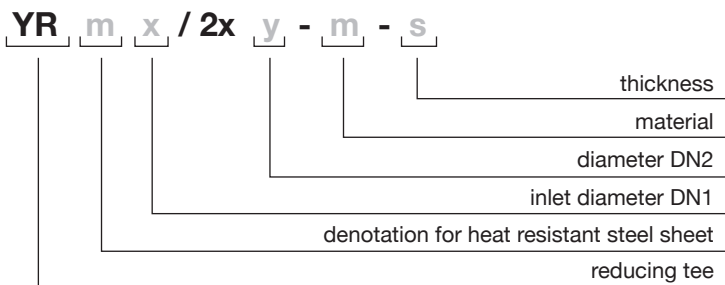 YR m x / 2x y - m - s
thickness
material
diameter DN2
inlet diameter DN1
denotation for heat resistant steel sheet
reducing tee